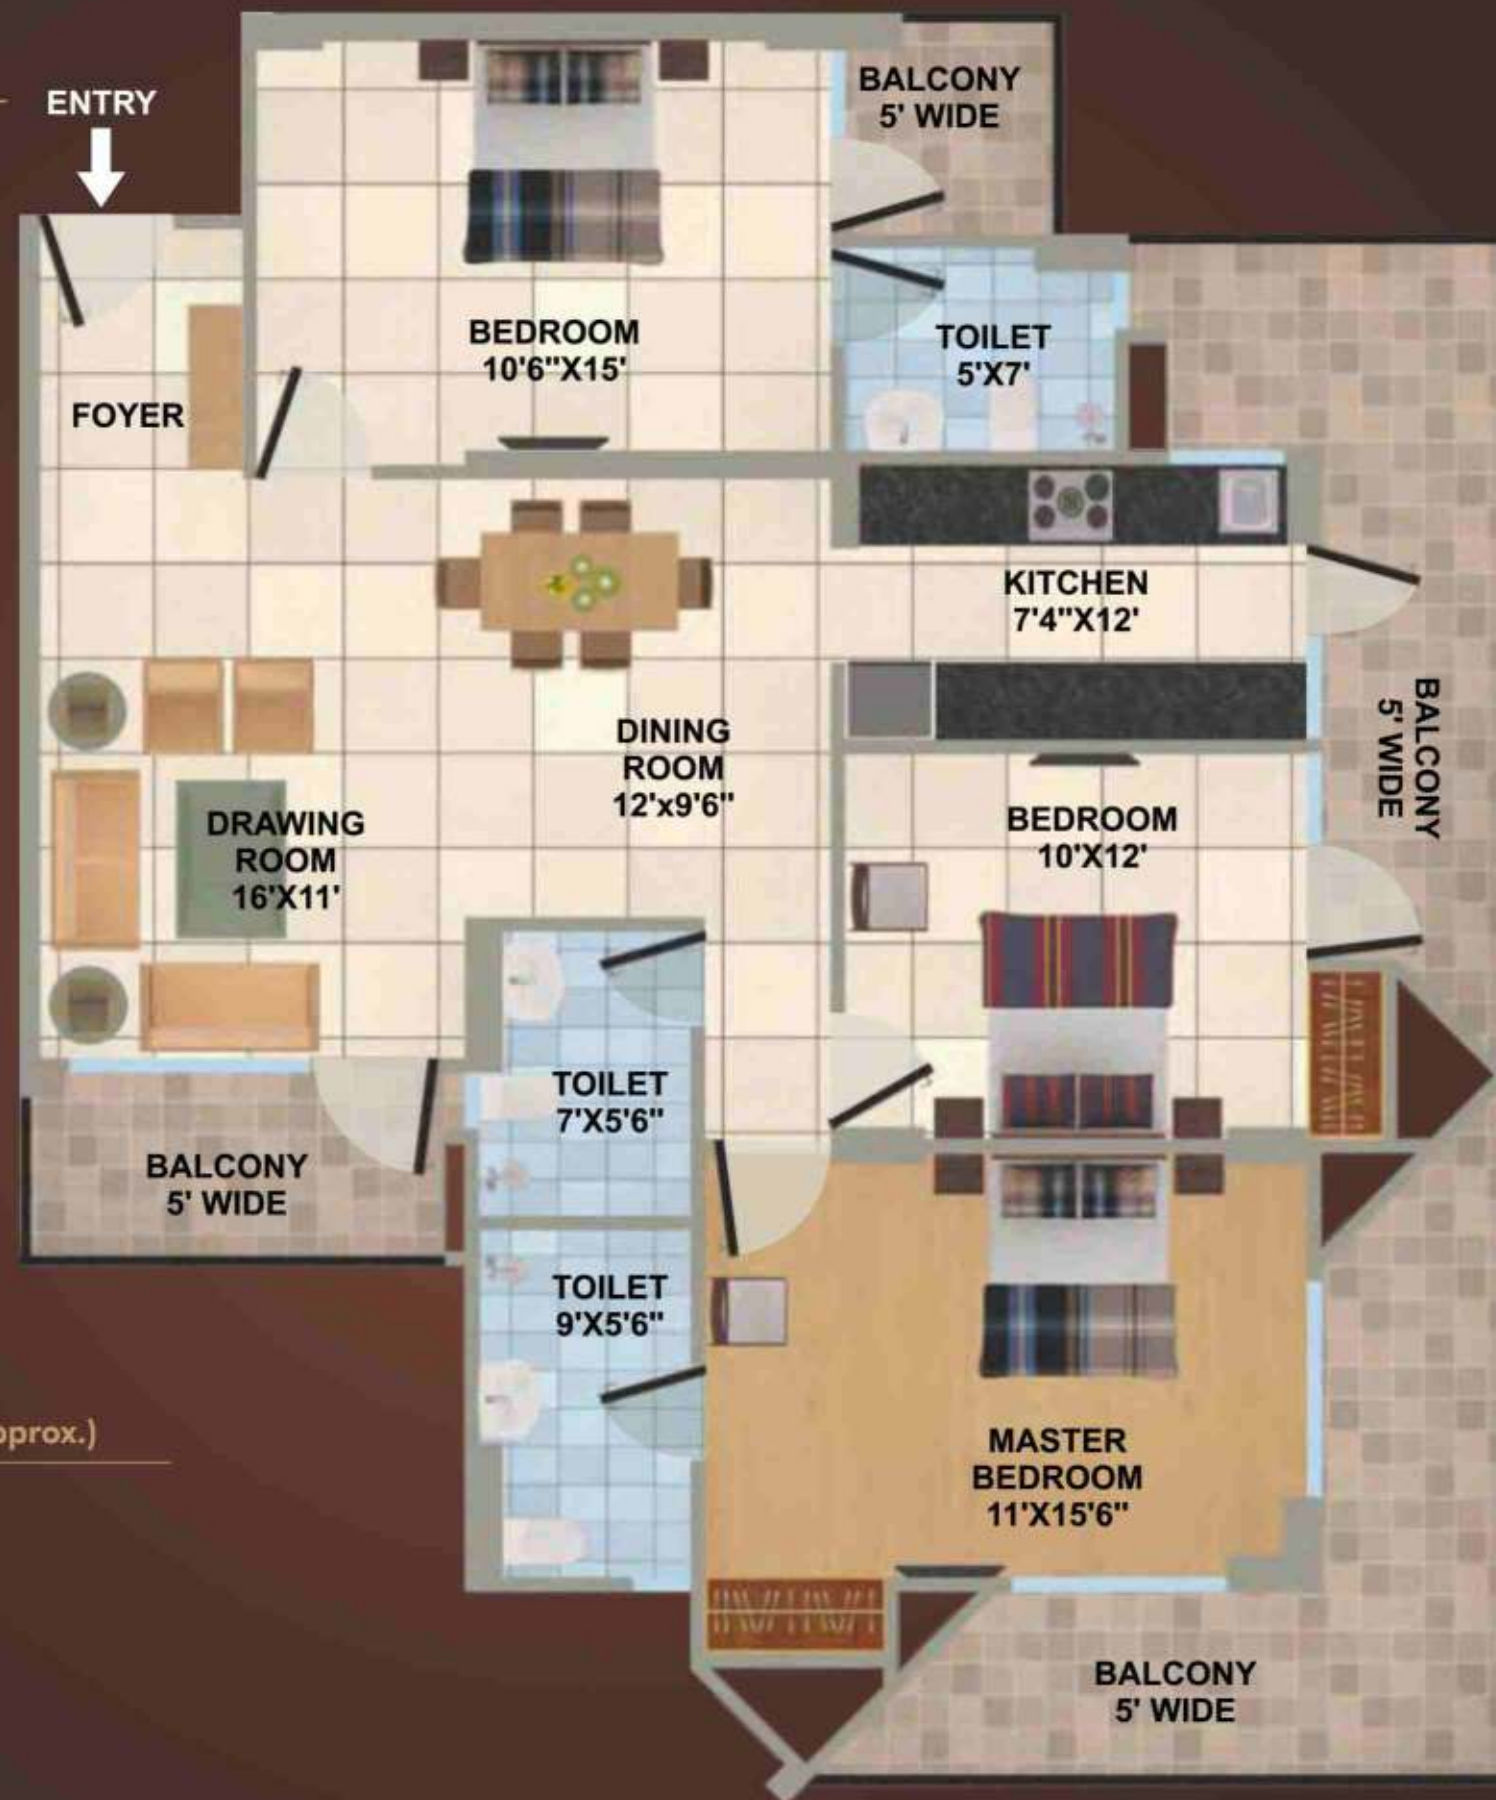 ENTRY
BALCONY
5' WIDE
BEDROOM
10'6"X15'
TOILET
5'X7'
FOYER
KITCHEN
7'4"X12'
DINING
ROOM
12'x9'6"
BALCONY
5' WIDE
DRAWING
ROOM
16'X11'
BEDROOM
10'X12'
TOILET
7'X5'6"
BALCONY
5' WIDE
TOILET
9'X5'6"
MASTER
BEDROOM
11'X15'6"
BALCONY
5' WIDE